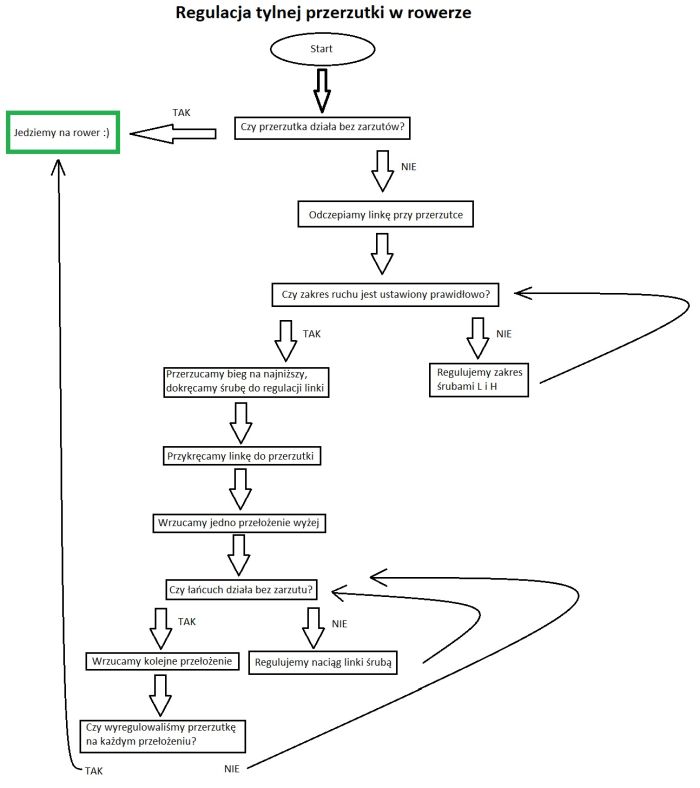 Regulacja tylnej przerzutki w rowerze
Start
TAK
Jedziemy na rower :)
Czy przerzutka działa bez zarzutów?
NIE
Odczepiamy linkę przy przerzutce
Czy zakres ruchu jest ustawiony prawidłowo?
TAK
NIE
Przerzucamy bieg na najniższy,
dokręcamy śrubę do regulacji linki
Regulujemy zakres
śrubami L i H
Przykręcamy linkę do przerzutki
Wrzucamy jedno przełożenie wyżej
Czy łańcuch działa bez zarzutu?
TAK
NIE
Wrzucamy kolejne przełożenie
Regulujemy naciąg linki śrubą
Czy wyregulowaliśmy przerzutkę
na każdym przełożeniu?
TAK
NIE